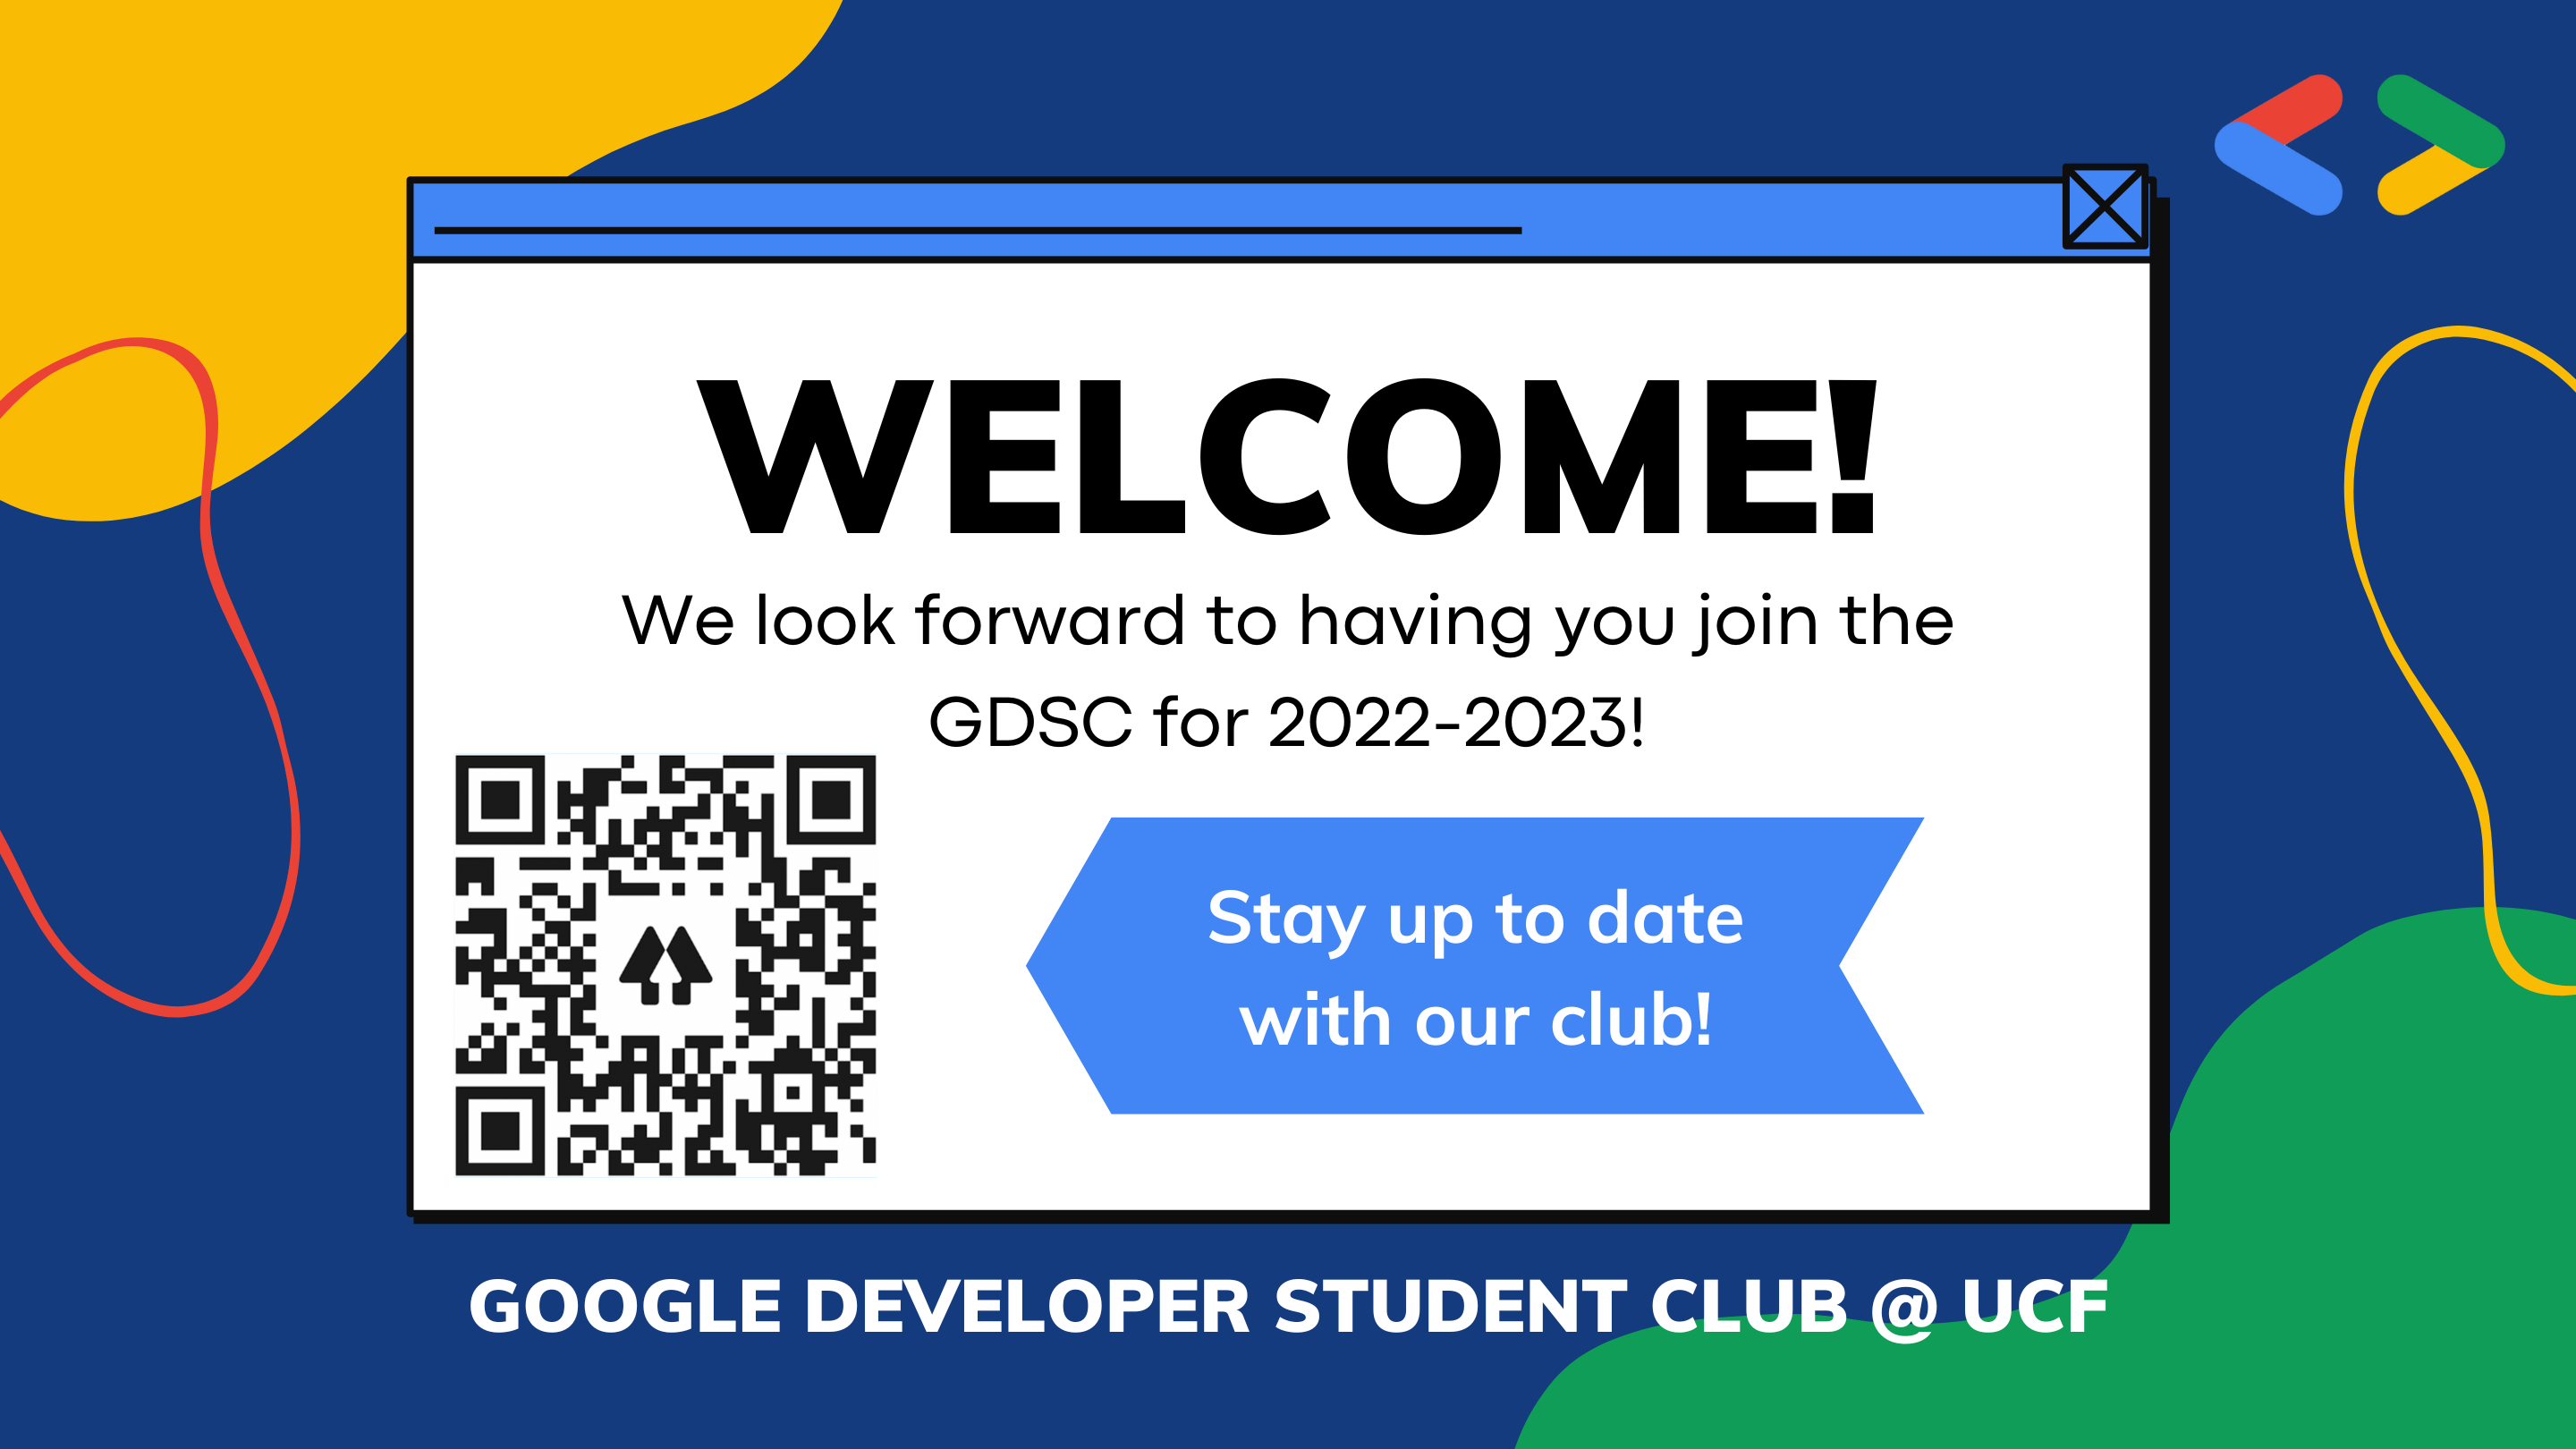 WELCOME!
We look forward to having you join the
GDSC for 2022-2023!
Stay up to date
with our club!
GOOGLE DEVELOPER STUDENT CLUB @ UCF